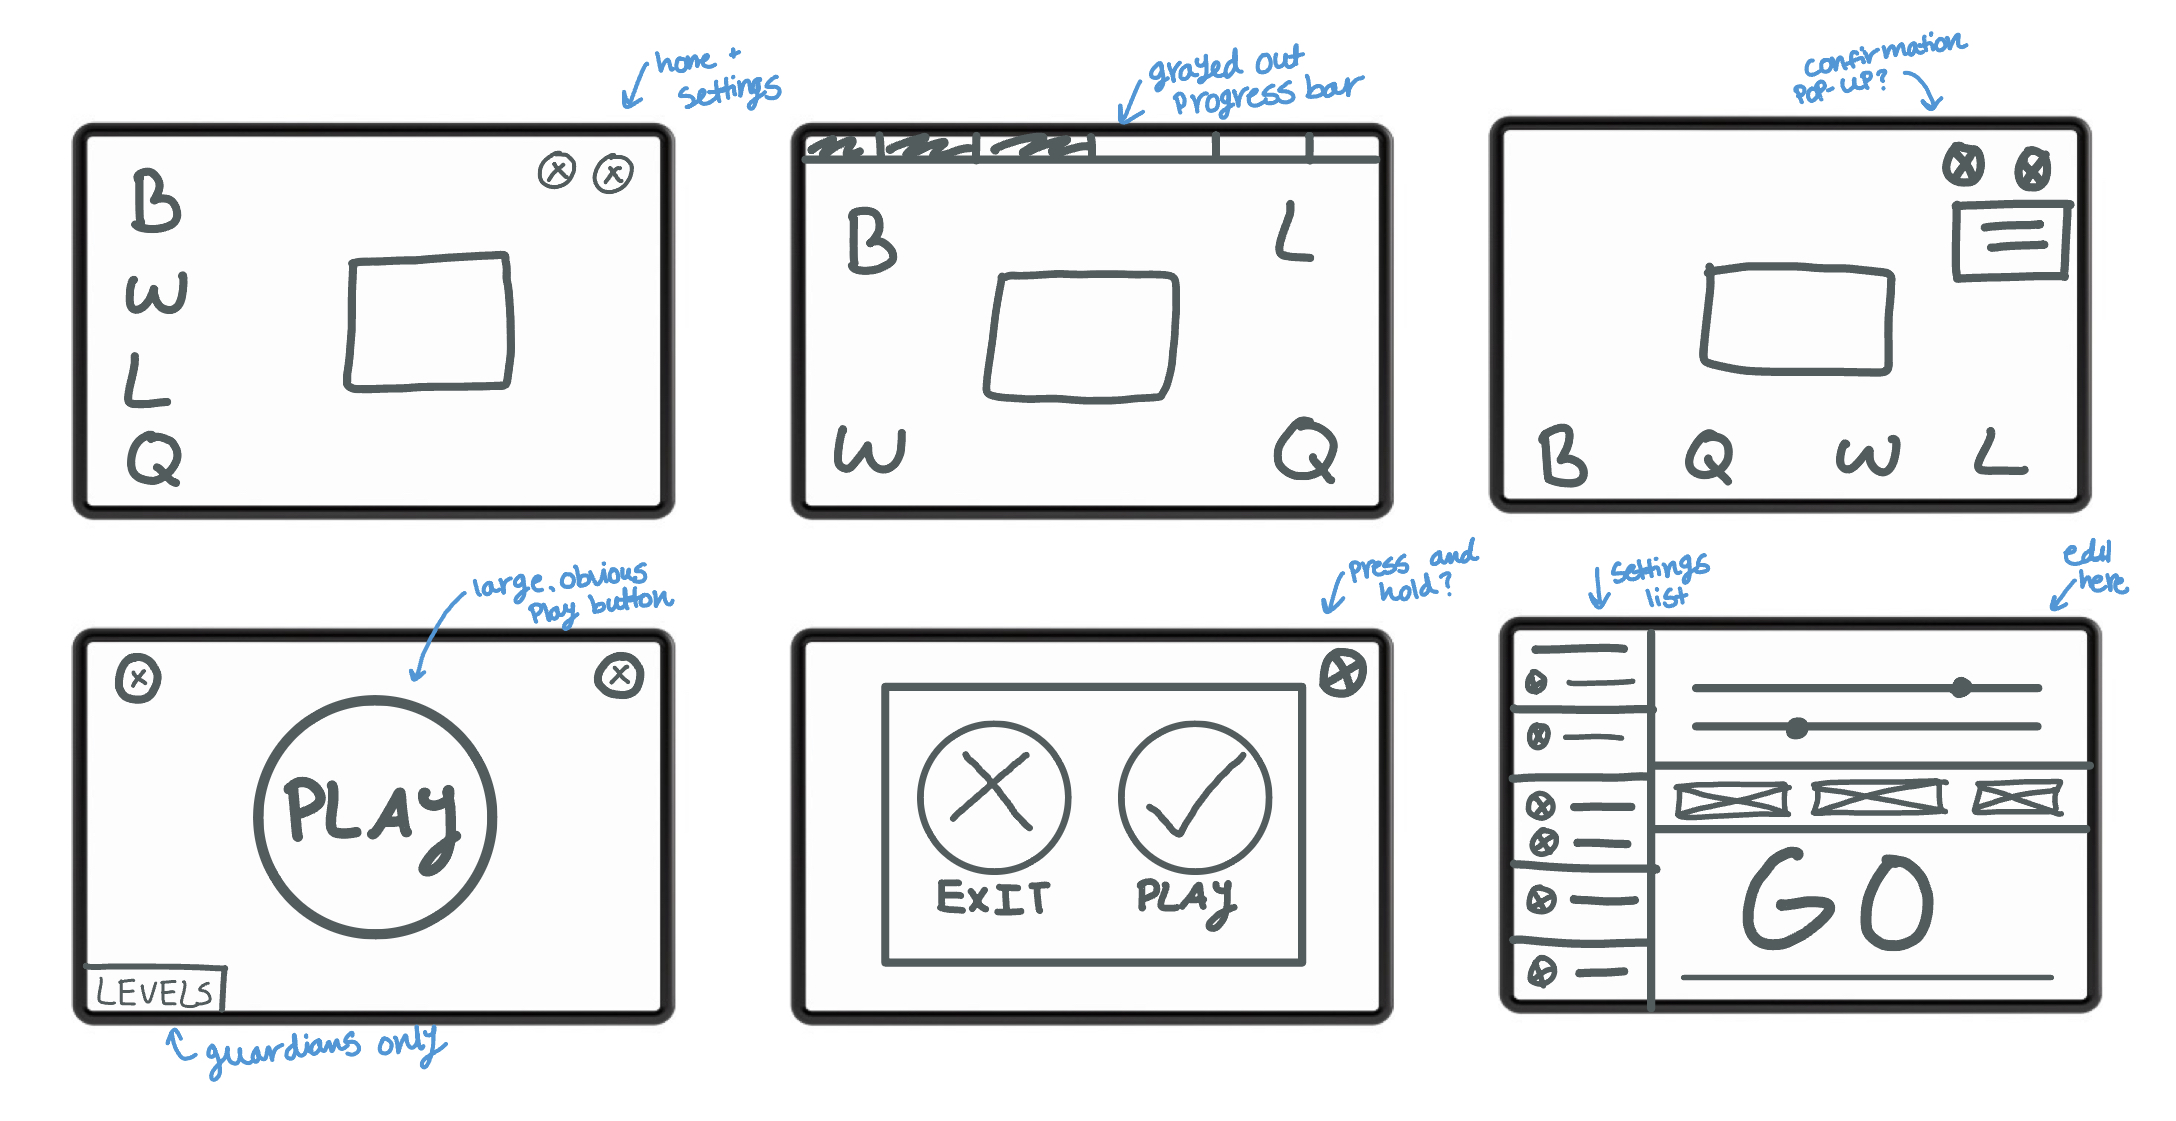 home +
settings
B
W
L
Q
grayed out
progress bar
B
L
W
Q
confirmation
POP-UP?
B
Q
W
L
large, obvious
Play button
PLAY
LEVELS
guardians only
Press and
hold?
EXIT
PLAY
settings
list
edit
here
GO